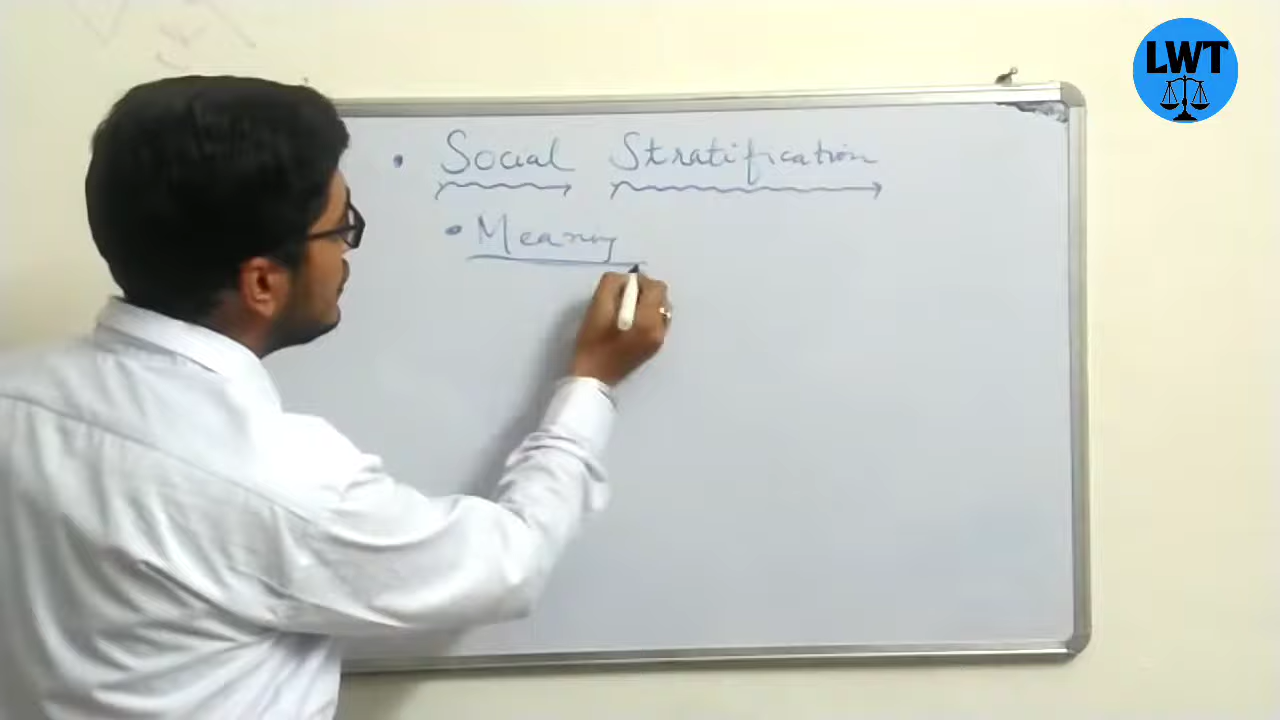 LWT
• Social Stratification
• Meaning